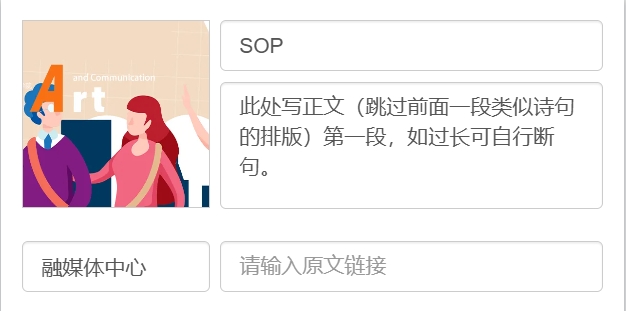 Art
and Communication
SOP
此处写正文（跳过前面一段类似诗句
的排版）第一段，如过长可自行断
句。
融媒体中心
请输入原文链接